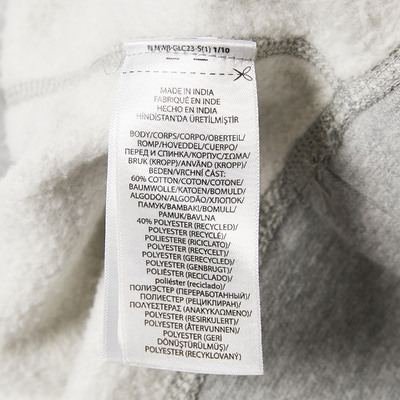 MADE IN INDIA
FABRIQUÉ EN INDE
HECHO EN INDIA
HİNDİSTAN'DA ÜRETİLMİŞTİR
BODY/CORPS/CORPO/OBERTEIL/
ROMP/HOVEDDEL/CUERPO/
ПЕРЕД И СПИНКА/КОРПУС/ΣΩΜΑ/
BRUK (KROPP)/ANVÄND (KROPP)/
BEDEN/VRCHNÍ ČÁST:
60% COTTON/COTON/COTONE/
BAUMWOLLE/KATOEN/BOMULD/
ALGODÓN/ALGODÃO/ХЛОПОК/
ПАМУК/ΒΑΜΒΑΚΙ/BOMULL/
PAMUK/BAVLNA
40% POLYESTER (RECYCLED)/
POLYESTER (RECYCLÉ)/
POLIESTERE (RICICLATO)/
POLYESTER (RECYCELT)/
POLYESTER (GERECYCLED)/
POLYESTER (GENBRUGT)/
POLIÉSTER (RECICLADO)/
poliéster (reciclado)/
ПОЛИЭСТЕР (ПЕРЕРАБОТАННЫЙ)/
ПОЛИЕСТЕР (РЕЦИКЛИРАН)/
ΠΟΛΥΕΣΤΕΡΑΣ (ΑΝΑΚΥΚΛΩΜΕΝΟ)/
POLYESTER (RESIRKULERT)/
POLYESTER (ÅTERVUNNEN)/
POLYESTER (GERİ
DÖNÜŞTÜRÜLMÜŞ)/
POLYESTER (RECYKLOVANÝ)